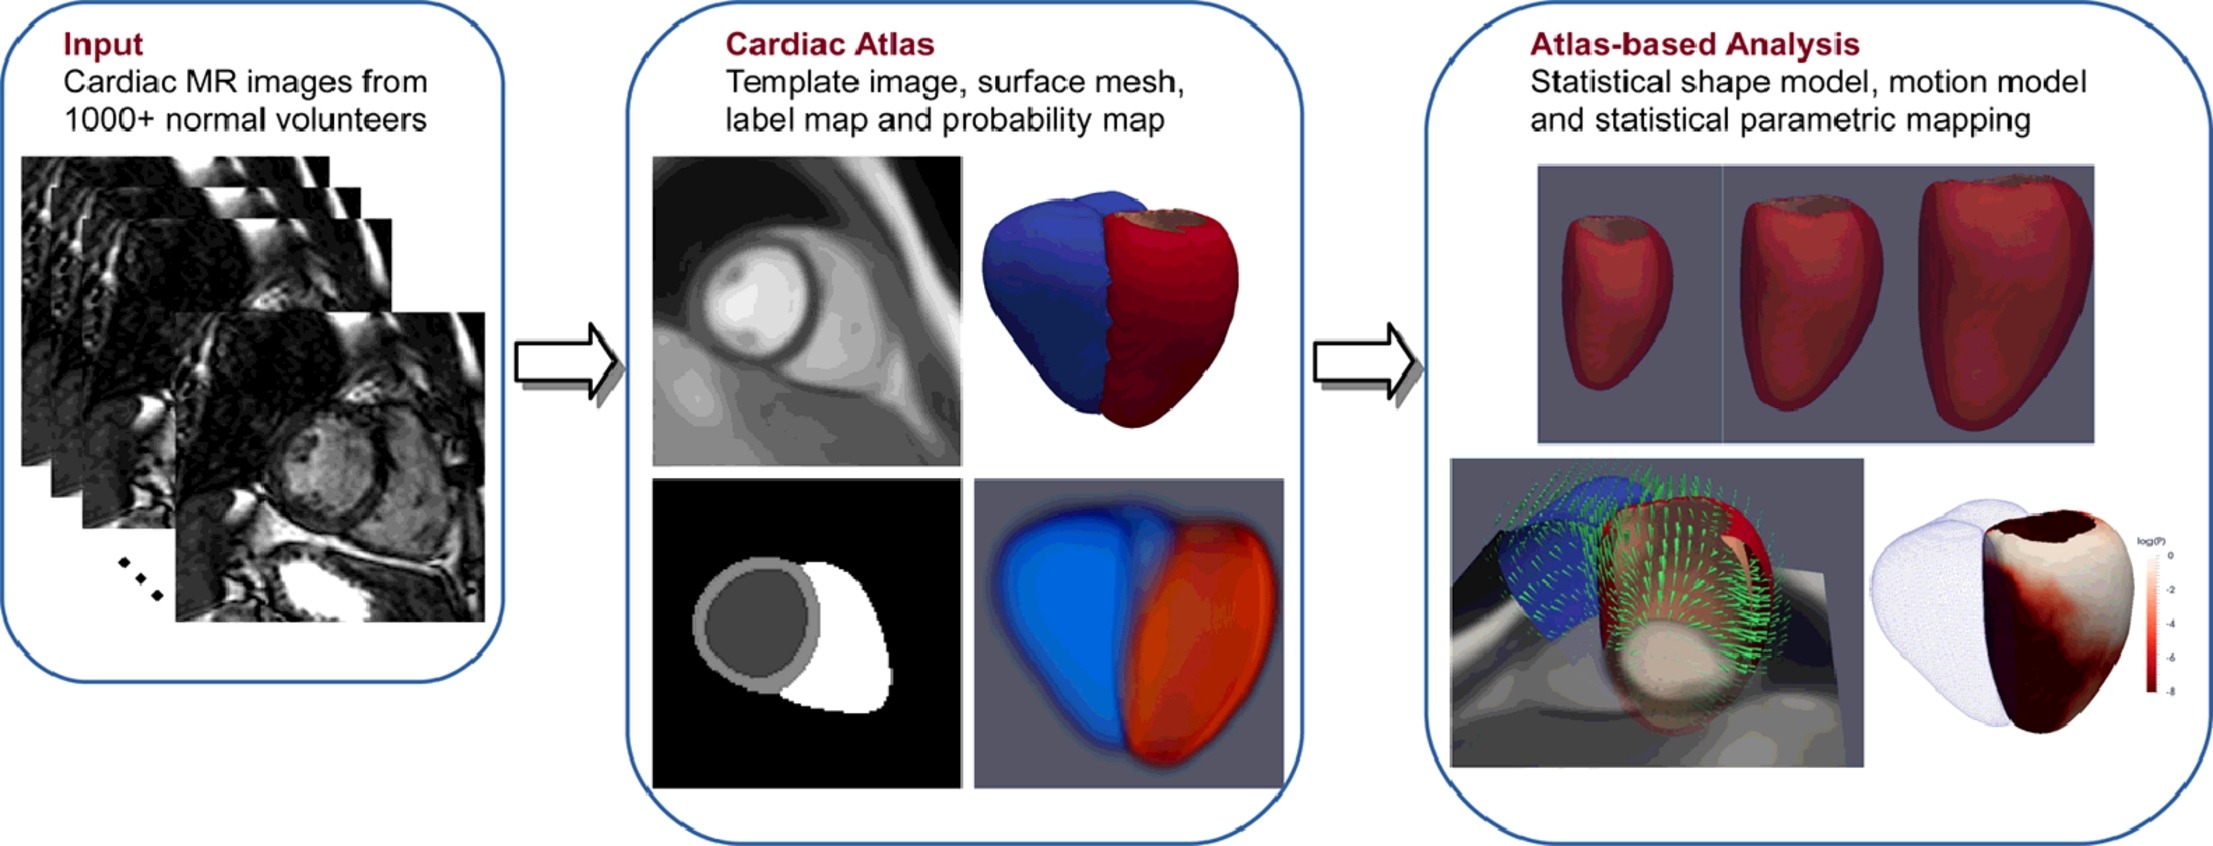 Input
Cardiac MR images from
1000+ normal volunteers
Cardiac Atlas
Template image, surface mesh,
label map and probability map
Atlas-based Analysis
Statistical shape model, motion model
and statistical parametric mapping
log(P)
0
-2
-4
-6
-8